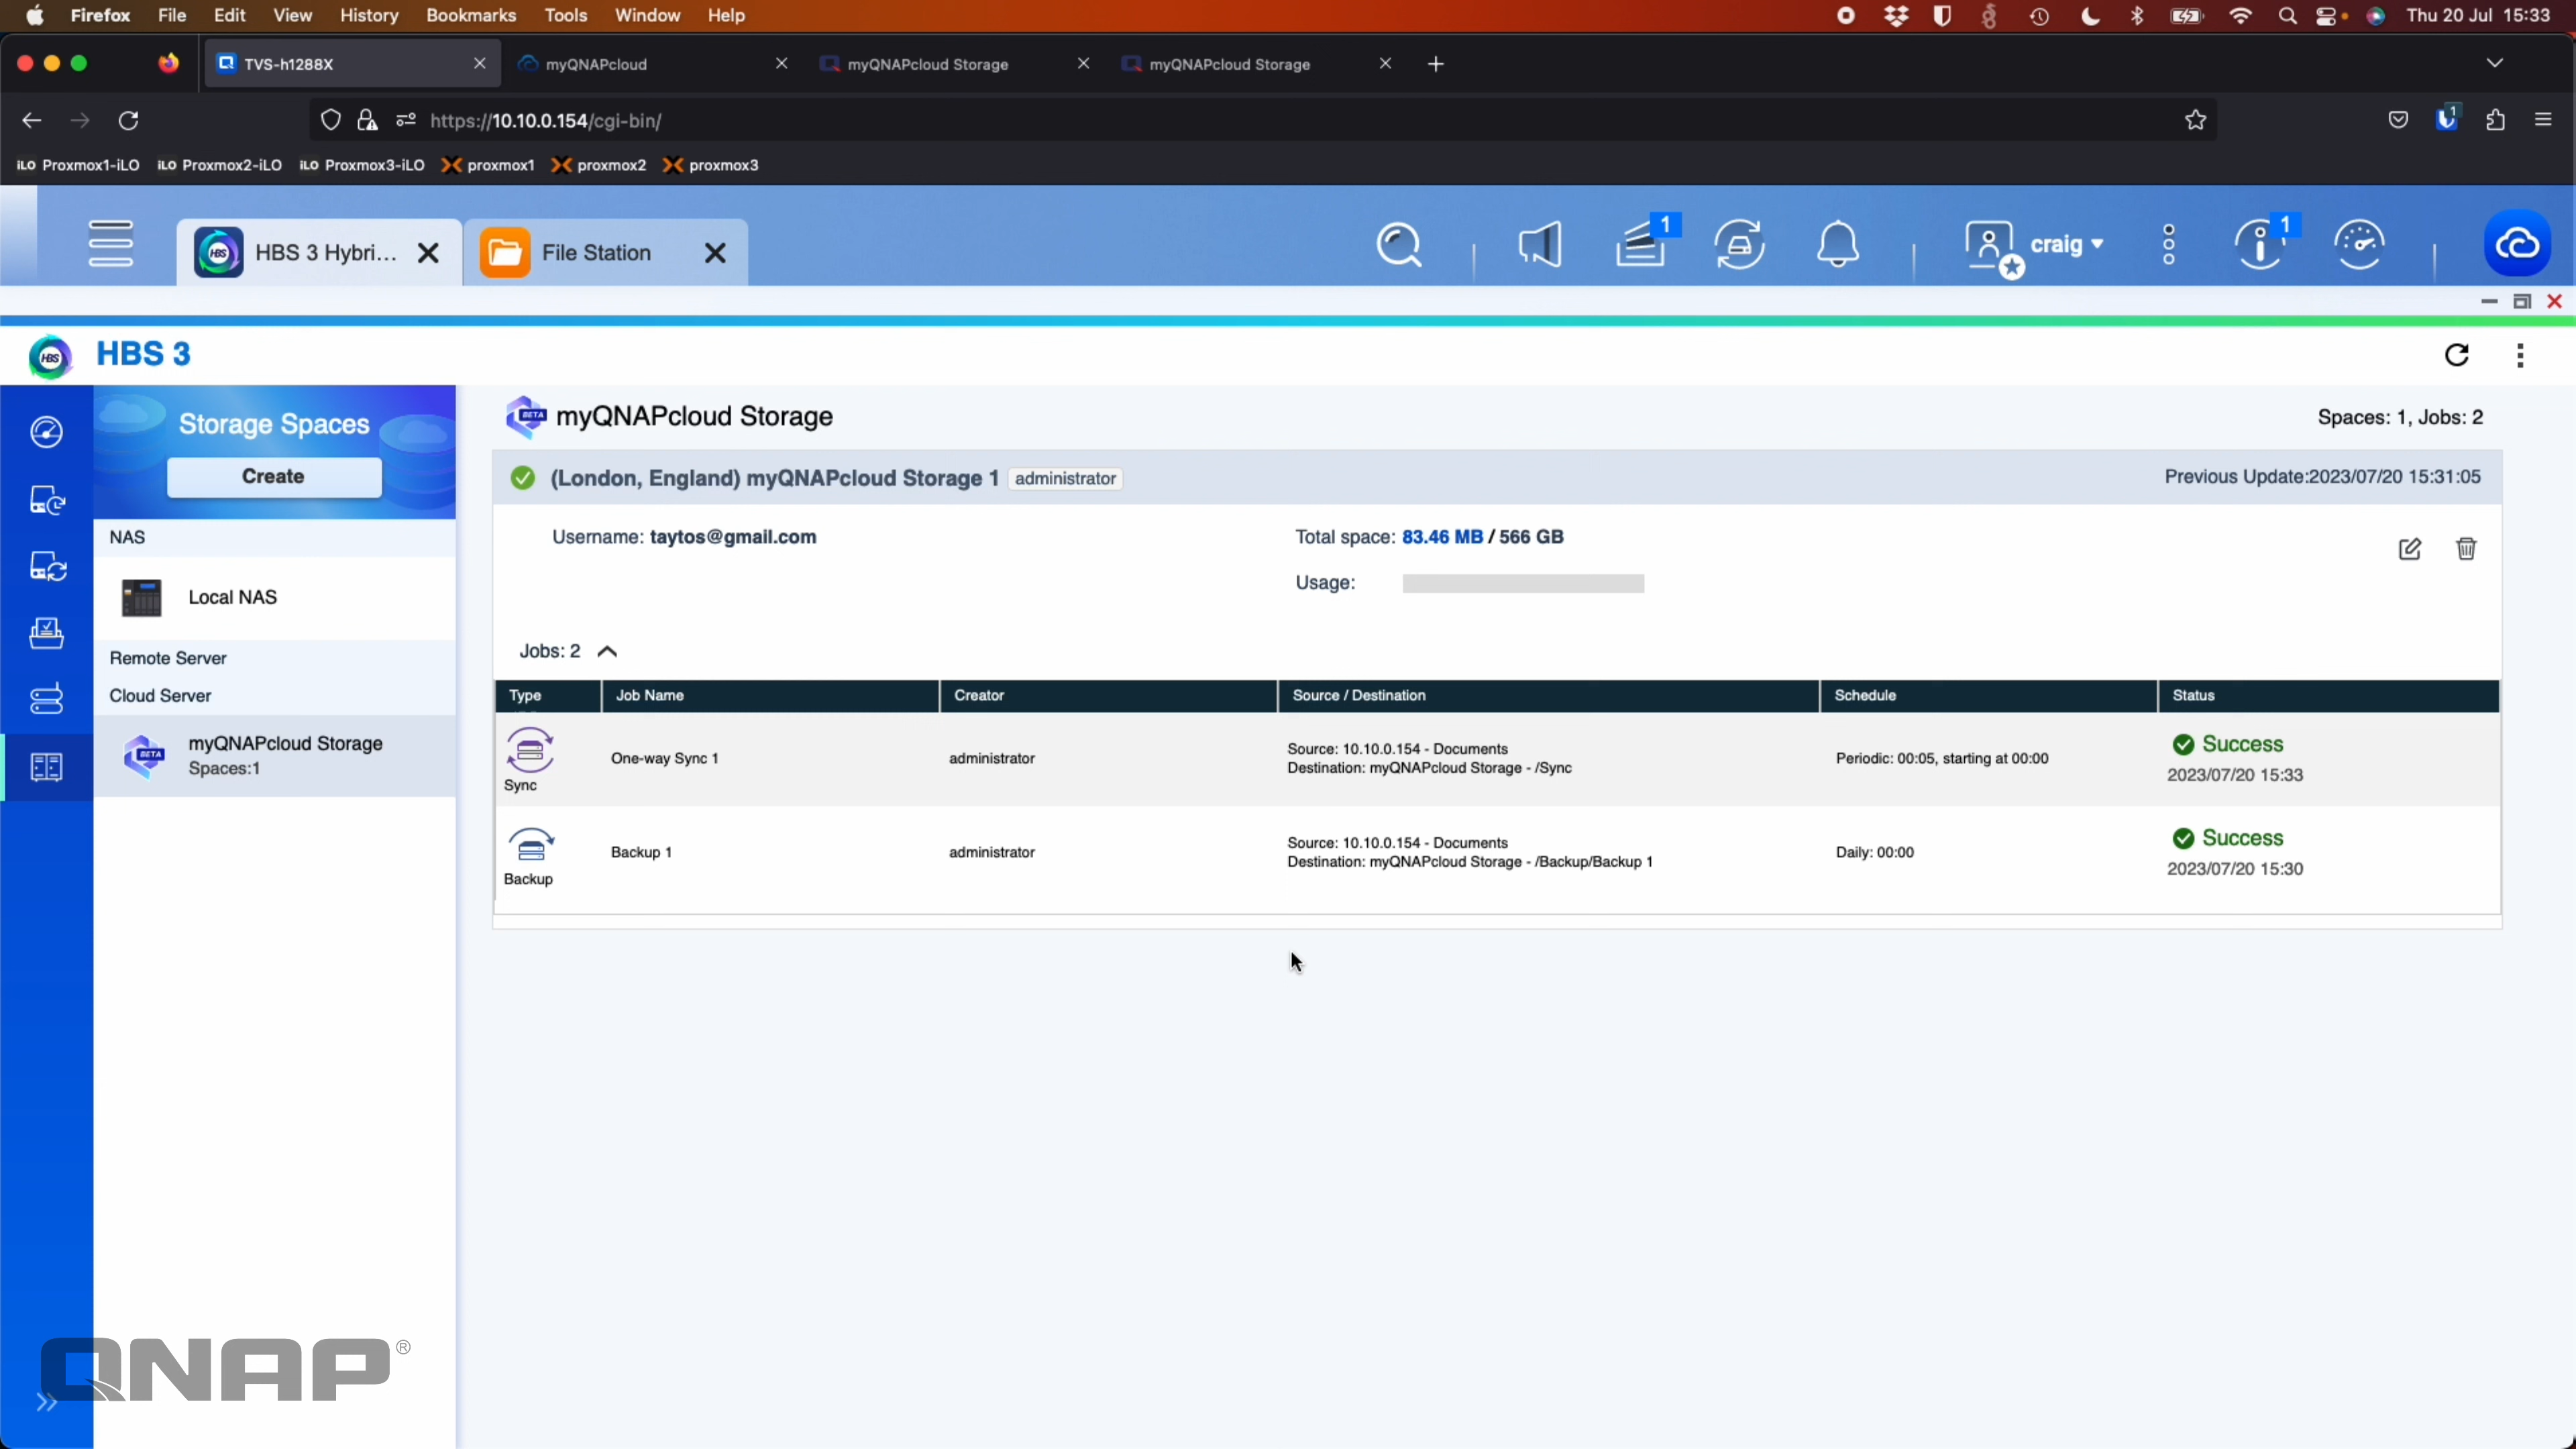 Firefox File Edit View History Bookmarks Tools Window Help Thu 20 Jul 15:33
TVS-h1288X myQNAPcloud myQNAPcloud Storage myQNAPcloud Storage
https://10.10.0.154/cgi-bin/ 1
iLO Proxmox1-iLO iLO Proxmox2-iLO iLO Proxmox3-iLO proxmox1 proxmox2 proxmox3
HBS HBS 3 Hybri... File Station 1 craig 1
HBS HBS 3
Storage Spaces
Create
NAS
Local NAS
Remote Server
Cloud Server
BETA myQNAPcloud Storage
Spaces:1
BETA myQNAPcloud Storage Spaces: 1, Jobs: 2
(London, England) myQNAPcloud Storage 1 administrator Previous Update:2023/07/20 15:31:05
Username: taytos@gmail.com Total space: 83.46 MB / 566 GB
Usage:
Jobs: 2
Type Job Name Creator Source / Destination Schedule Status
Sync One-way Sync 1 administrator Source: 10.10.0.154 - Documents
Destination: myQNAPcloud Storage - /Sync Periodic: 00:05, starting at 00:00 Success
2023/07/20 15:33
Backup Backup 1 administrator Source: 10.10.0.154 - Documents
Destination: myQNAPcloud Storage - /Backup/Backup 1 Daily: 00:00 Success
2023/07/20 15:30
QNAP®